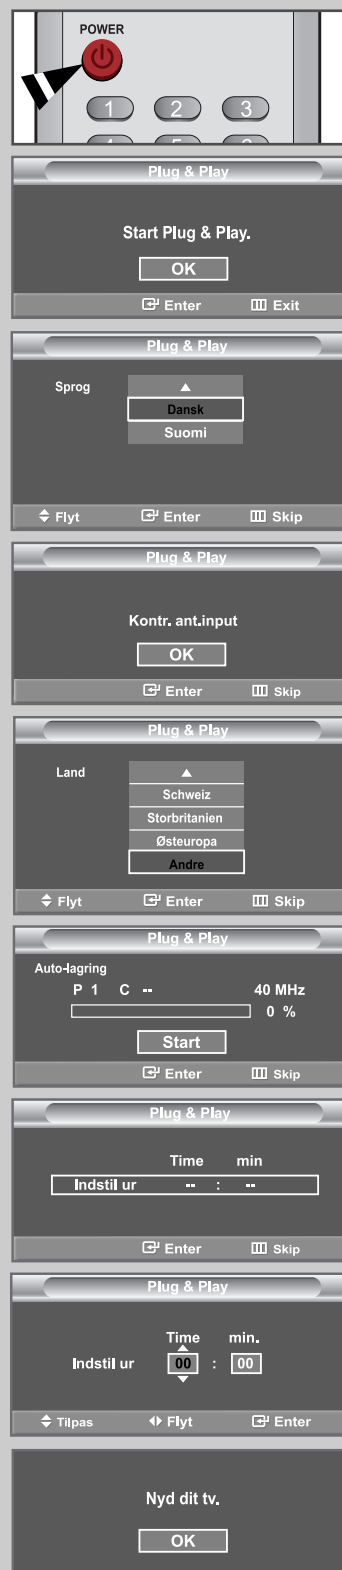 POWER
1 2 3
Plug & Play
Start Plug & Play.
OK
Enter Exit
Plug & Play
Sprog
▲
Dansk
Suomi
Flyt Enter Skip
Plug & Play
Kontr. ant.input
OK
Enter Skip
Plug & Play
Land
▲
Schweiz
Storbritanien
Østeuropa
Andre
Flyt Enter Skip
Plug & Play
Auto-lagring
P 1 C -- 40 MHz
0 %
Start
Enter Skip
Plug & Play
Time min
Indstil ur -- : --
Enter Skip
Plug & Play
Time min.
Indstil ur 00 : 00
Tilpas Flyt Enter
Nyd dit tv.
OK